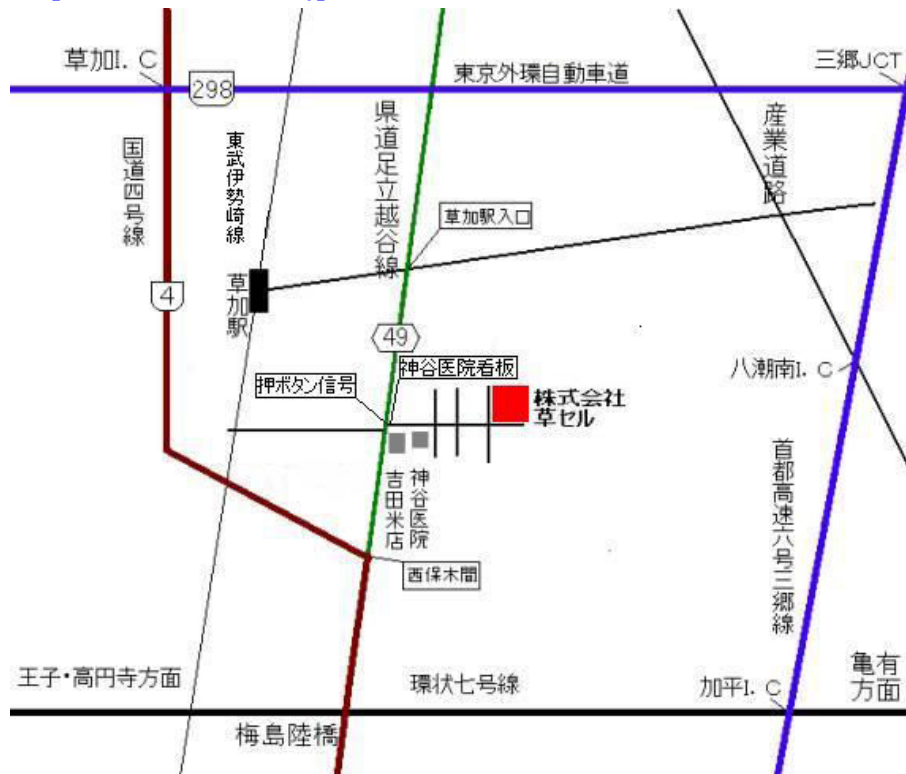 草加I. C
298
東京外環自動車道
三郷JCT
国道四号線
東武伊勢崎線
県道足立越谷線
産業道路
草加駅入口
4
草加駅
49
神谷医院看板
押ボタン信号
株式会社
草セル
八潮南I. C
吉田米店
神谷医院
首都高速六号三郷線
西保木間
王子・高円寺方面
環状七号線
加平I. C
亀有
方面
梅島陸橋